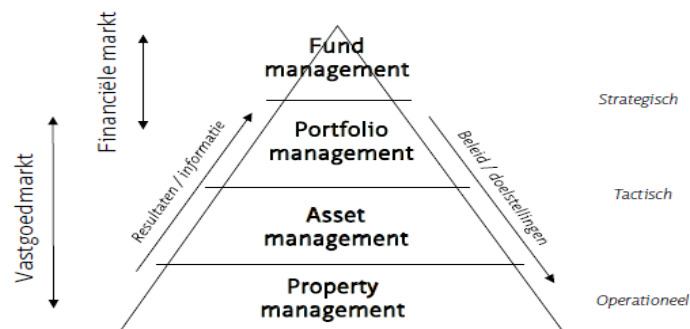 Fund
management
Financiële markt
Strategisch
Portfolio
management
Resultaten / informatie
Beleid / doelstellingen
Vastgoedmarkt
Tactisch
Asset
management
Property
management
Operationeel